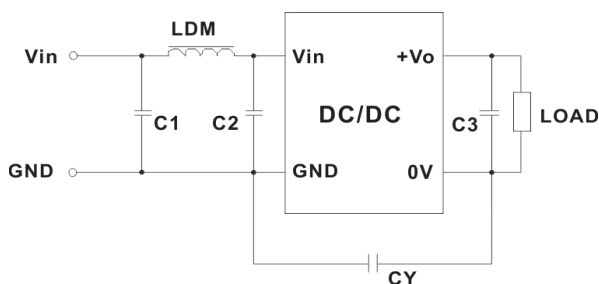 LDM
Vin
Vin
+Vo
C1
C2
DC/DC
C3
LOAD
GND
GND
0V
CY